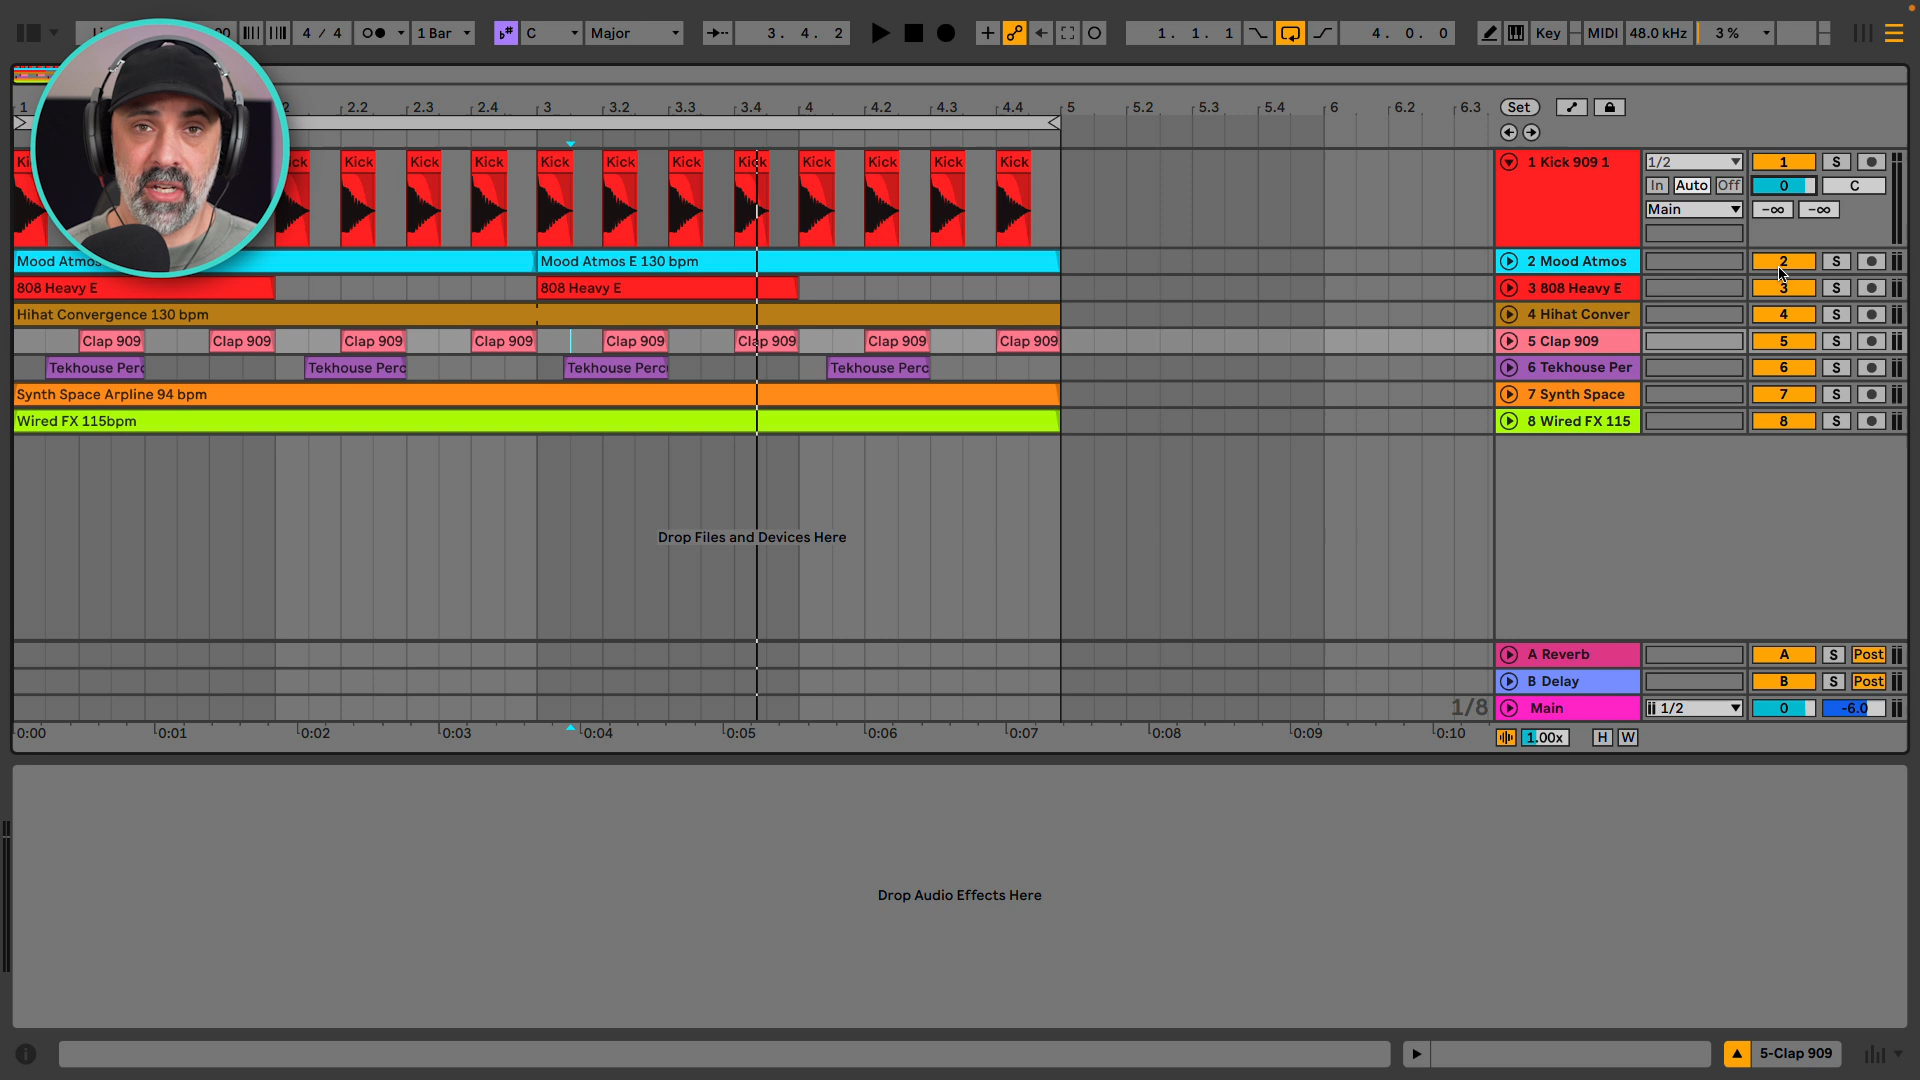 4 / 4
1 Bar
C
Major
3. 4. 2
1. 1. 1
4. 0. 0
Key
MIDI
48.0 kHz
3 %
1
2
2.2
2.3
2.4
3
3.2
3.3
3.4
4
4.2
4.3
4.4
5
5.2
5.3
5.4
6
6.2
6.3
Set
Kick
Kick
Kick
Kick
Kick
Kick
Kick
Kick
Kick
Kick
Kick
1 Kick 909 1
1/2
1
S
In
Auto
Off
0
C
Main
-∞
-∞
Mood Atmos
Mood Atmos E 130 bpm
2 Mood Atmos
2
S
808 Heavy E
808 Heavy E
3 808 Heavy E
3
S
Hihat Convergence 130 bpm
4 Hihat Conver
4
S
Clap 909
Clap 909
Clap 909
Clap 909
Clap 909
Clap 909
Clap 909
Clap 909
5 Clap 909
5
S
Tekhouse Perc
Tekhouse Perc
Tekhouse Perc
Tekhouse Perc
6 Tekhouse Per
6
S
Synth Space Arpline 94 bpm
7 Synth Space
7
S
Wired FX 115bpm
8 Wired FX 115
8
S
Drop Files and Devices Here
A Reverb
A
S
Post
B Delay
B
S
Post
1/8
Main
1/2
0
-6.0
0:00
0:01
0:02
0:03
0:04
0:05
0:06
0:07
0:08
0:09
0:10
1.00x
H
W
Drop Audio Effects Here
5-Clap 909